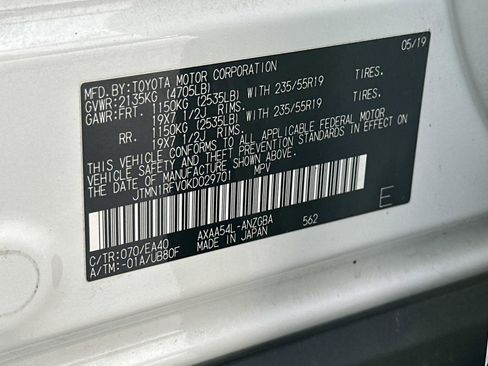 MFD.BY:TOYOTA MOTOR CORPORATION 05/19
GVWR:2135KG (4705LB)
GAWR:FRT. 1150KG (2535LB) WITH 235/55R19 TIRES.
19X7 1/2J RIMS.
RR. 1150KG (2535LB) WITH 235/55R19 TIRES.
19X7 1/2J RIMS.
THIS VEHICLE CONFORMS TO ALL APPLICABLE FEDERAL MOTOR
VEHICLE SAFETY AND THEFT PREVENTION STANDARDS IN EFFECT ON
THE DATE OF MANUFACTURE SHOWN ABOVE.
JTMN1RFV0KD029701 MPV
E
C/TR:070/EA40 AXAA54L-ANZGBA 562
A/TM:-01A/UB80F MADE IN JAPAN